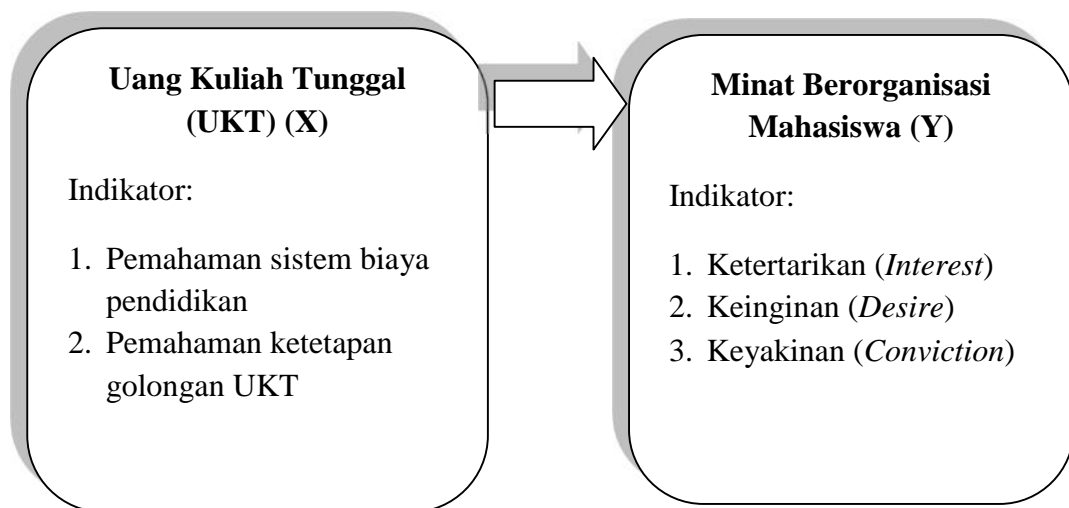 Uang Kuliah Tunggal
(UKT) (X)
Indikator:
1. Pemahaman sistem biaya
pendidikan
2. Pemahaman ketetapan
golongan UKT
Minat Berorganisasi
Mahasiswa (Y)
Indikator:
1. Ketertarikan (Interest)
2. Keinginan (Desire)
3. Keyakinan (Conviction)